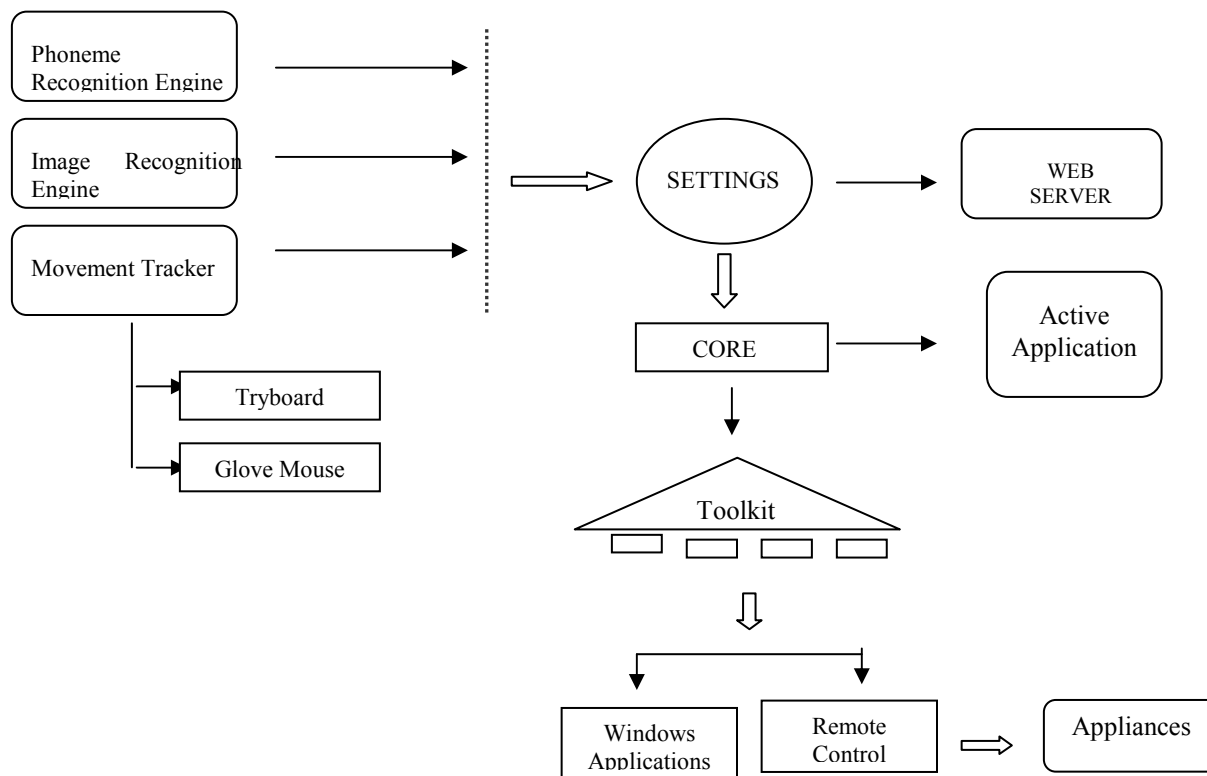 Phoneme
Recognition Engine
Image Recognition
Engine
Movement Tracker
Tryboard
Glove Mouse
SETTINGS
WEB
SERVER
CORE
Active
Application
Toolkit
Windows
Applications
Remote
Control
Appliances